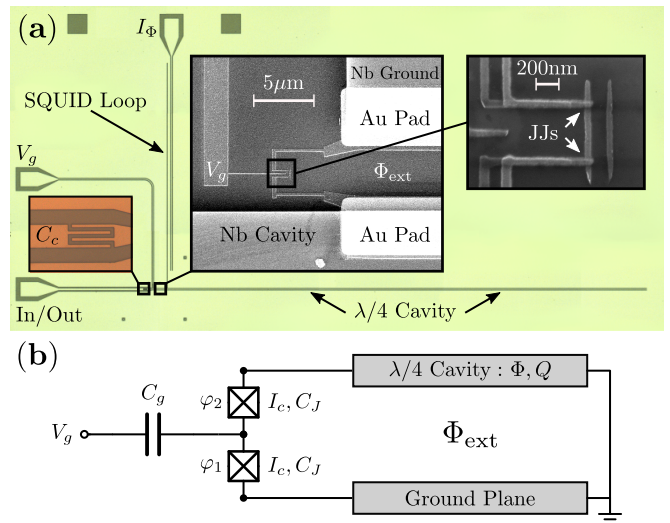 (a)
I_Φ
SQUID Loop
V_g
C_c
In/Out
λ/4 Cavity
5μm
Nb Ground
Au Pad
V_g
Φ_ext
Nb Cavity
Au Pad
200nm
JJs
(b)
C_g
V_g
φ_2
I_c, C_J
φ_1
I_c, C_J
λ/4 Cavity : Φ, Q
Φ_ext
Ground Plane